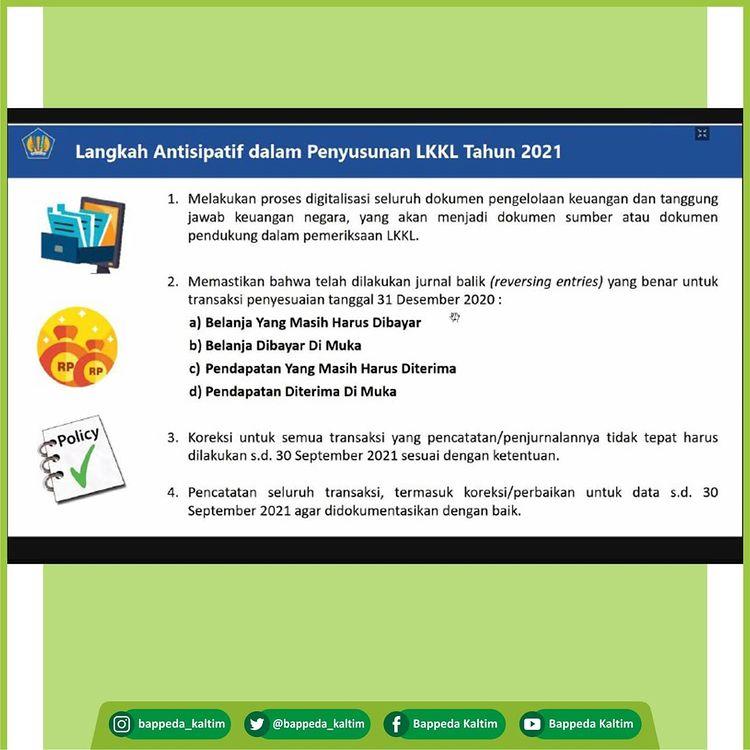 Langkah Antisipatif dalam Penyusunan LKKL Tahun 2021
1. Melakukan proses digitalisasi seluruh dokumen pengelolaan keuangan dan tanggung
jawab keuangan negara, yang akan menjadi dokumen sumber atau dokumen
pendukung dalam pemeriksaan LKKL.
2. Memastikan bahwa telah dilakukan jurnal balik (reversing entries) yang benar untuk
transaksi penyesuaian tanggal 31 Desember 2020 :
a) Belanja Yang Masih Harus Dibayar
b) Belanja Dibayar Di Muka
c) Pendapatan Yang Masih Harus Diterima
d) Pendapatan Diterima Di Muka
RP
RP
Policy
3. Koreksi untuk semua transaksi yang pencatatan/penjurnalannya tidak tepat harus
dilakukan s.d. 30 September 2021 sesuai dengan ketentuan.
4. Pencatatan seluruh transaksi, termasuk koreksi/perbaikan untuk data s.d. 30
September 2021 agar didokumentasikan dengan baik.
bappeda_kaltim
@bappeda_kaltim
Bappeda Kaltim
Bappeda Kaltim